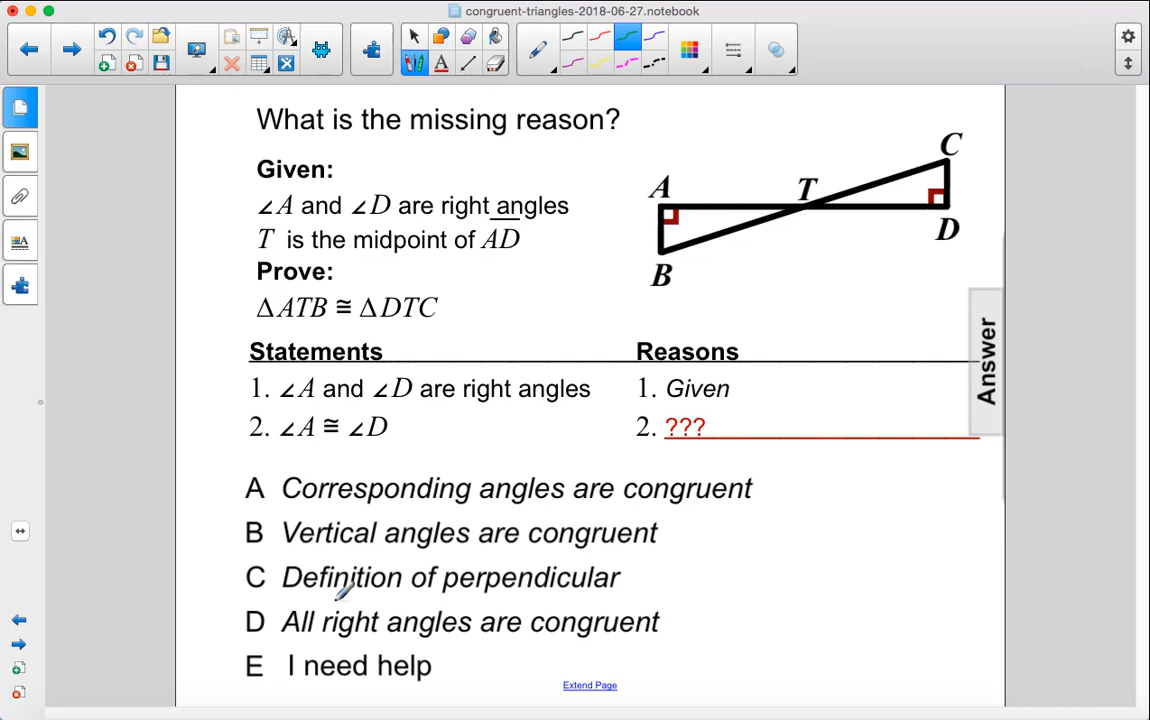 congruent-triangles-2018-06-27.notebook
What is the missing reason?
Given:
∠A and ∠D are right angles
T is the midpoint of AD
Prove:
ΔATB ≅ ΔDTC
A
T
C
B
D
Statements Reasons
1. ∠A and ∠D are right angles 1. Given
2. ∠A ≅ ∠D 2. ???
Answer
A Corresponding angles are congruent
B Vertical angles are congruent
C Definition of perpendicular
D All right angles are congruent
E I need help
Extend Page